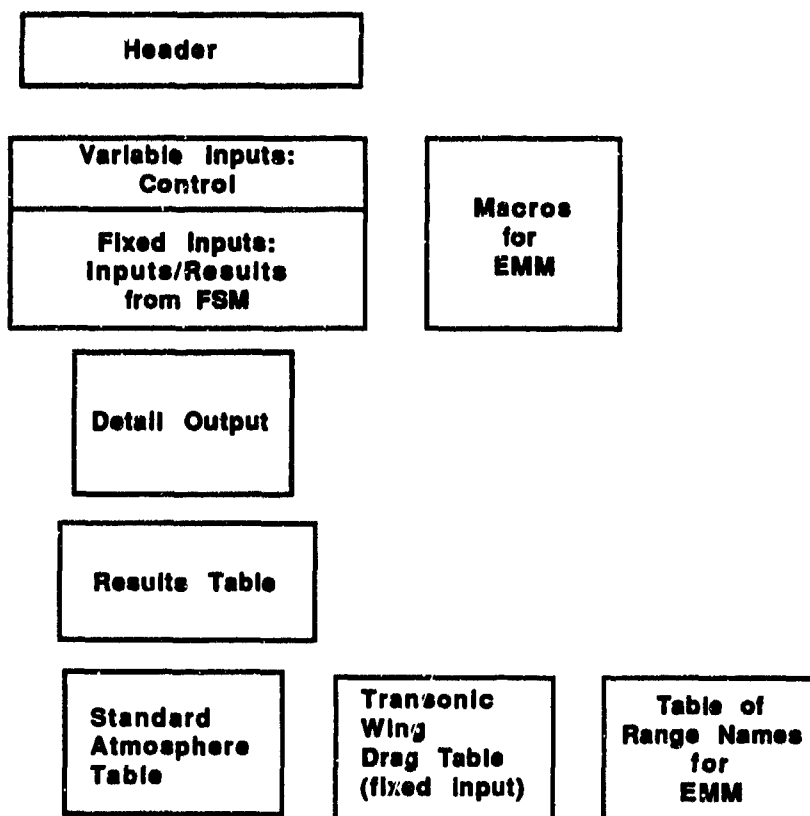 Header
Variable Inputs:
Control
Fixed Inputs:
Inputs/Results
from FSM
Macros
for
EMM
Detail Output
Results Table
Standard
Atmosphere
Table
Transonic
Wing
Drag Table
(fixed input)
Table of
Range Names
for
EMM